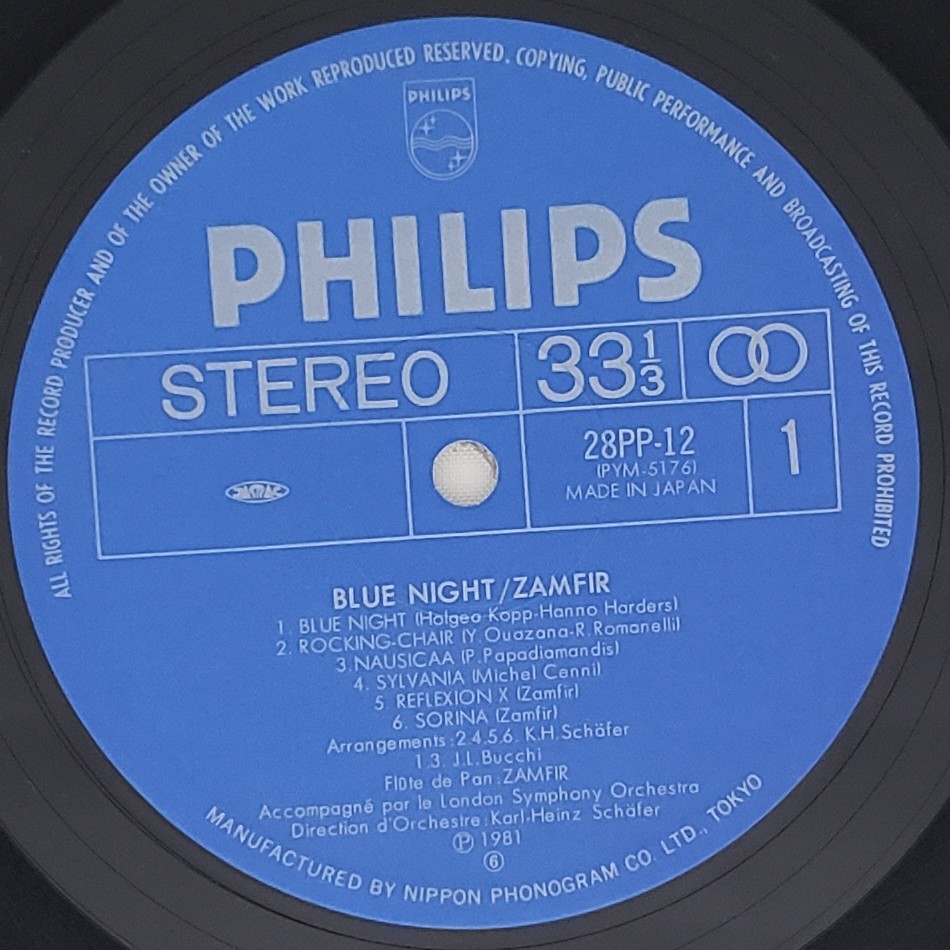 ALL RIGHTS OF THE RECORD PRODUCER AND OF THE OWNER OF THE WORK REPRODUCED RESERVED. COPYING, PUBLIC PERFORMANCE AND BROADCASTING OF THIS RECORD PROHIBITED
PHILIPS
PHILIPS
STEREO
33 1/3
28PP-12
(PYM-5176)
MADE IN JAPAN
1
BLUE NIGHT/ZAMFIR
1. BLUE NIGHT (Holgeo Kopp-Hanno Harders)
2. ROCKING-CHAIR (Y. Ouazana-R. Romanelli)
3. NAUSICAA (P. Papadiamandis)
4. SYLVANIA (Michel Cenni)
5. REFLEXION X (Zamfir)
6. SORINA (Zamfir)
Arrangements: 2.4.5.6. K.H. Schäfer
1.3. J.L. Bucchi
Flûte de Pan: ZAMFIR
Accompagné par le London Symphony Orchestra
Direction d'Orchestre: Karl-Heinz Schäfer
Ⓟ 1981
⑥
MANUFACTURED BY NIPPON PHONOGRAM CO. LTD., TOKYO